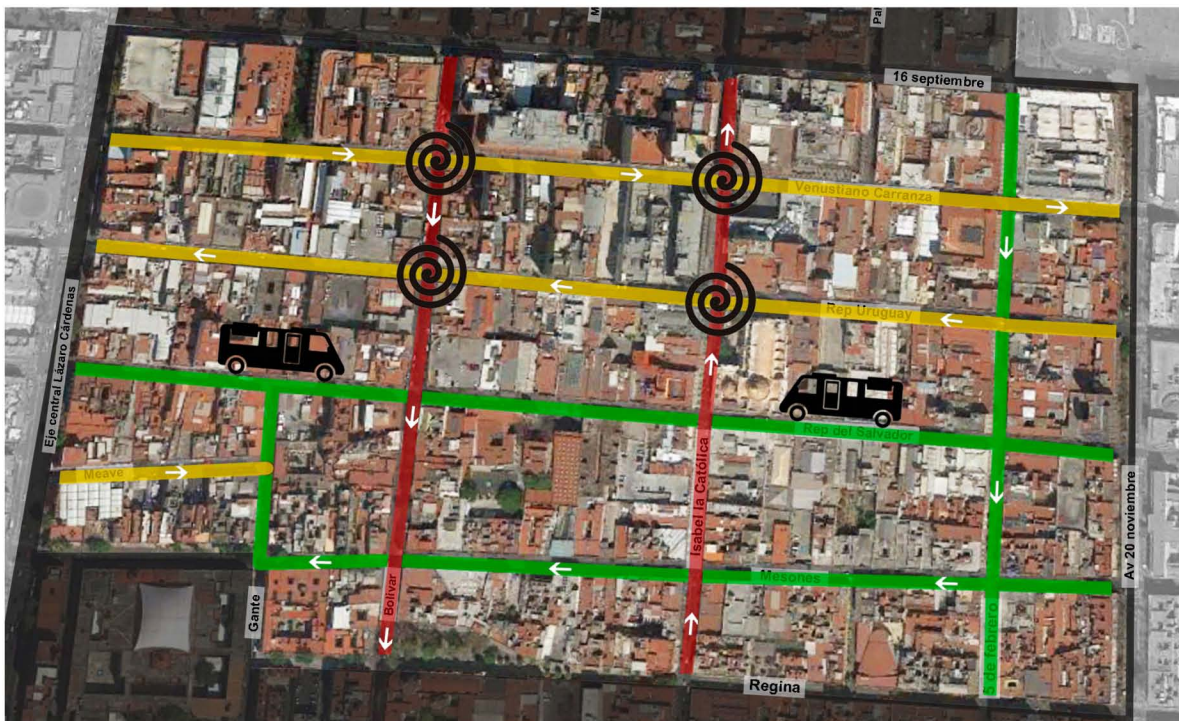 16 septiembre
Venustiano Carranza
Rep Uruguay
Eje central Lázaro Cárdenas
Rep del Salvador
Meave
Isabel la Católica
Av 20 noviembre
Mesones
Bolívar
Gante
5 de febrero
Regina